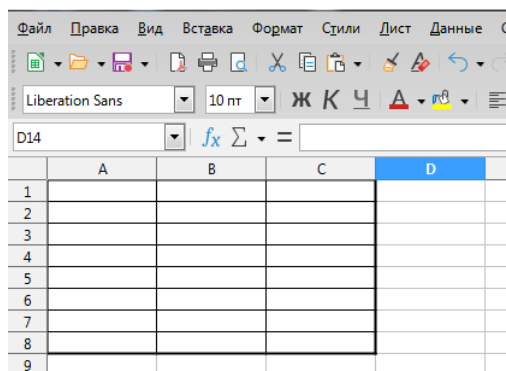 Файл Правка Вид Вставка Формат Стили Лист Данные
Liberation Sans 10 пт Ж К Ч А
D14 fx Σ =
A B C D
1
2
3
4
5
6
7
8
9